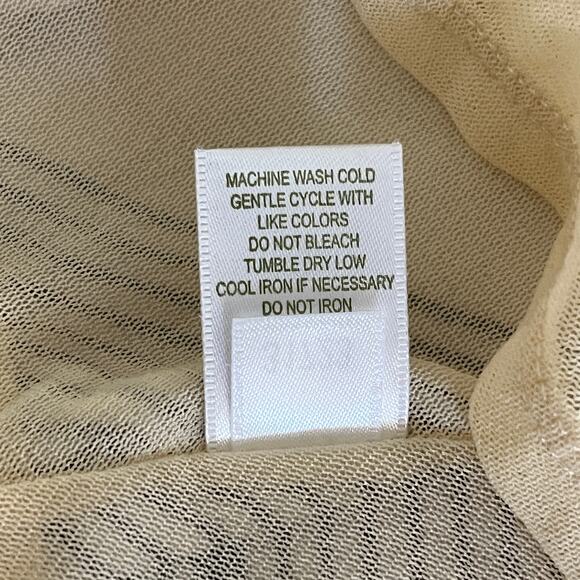 MACHINE WASH COLD
GENTLE CYCLE WITH
LIKE COLORS
DO NOT BLEACH
TUMBLE DRY LOW
COOL IRON IF NECESSARY
DO NOT IRON